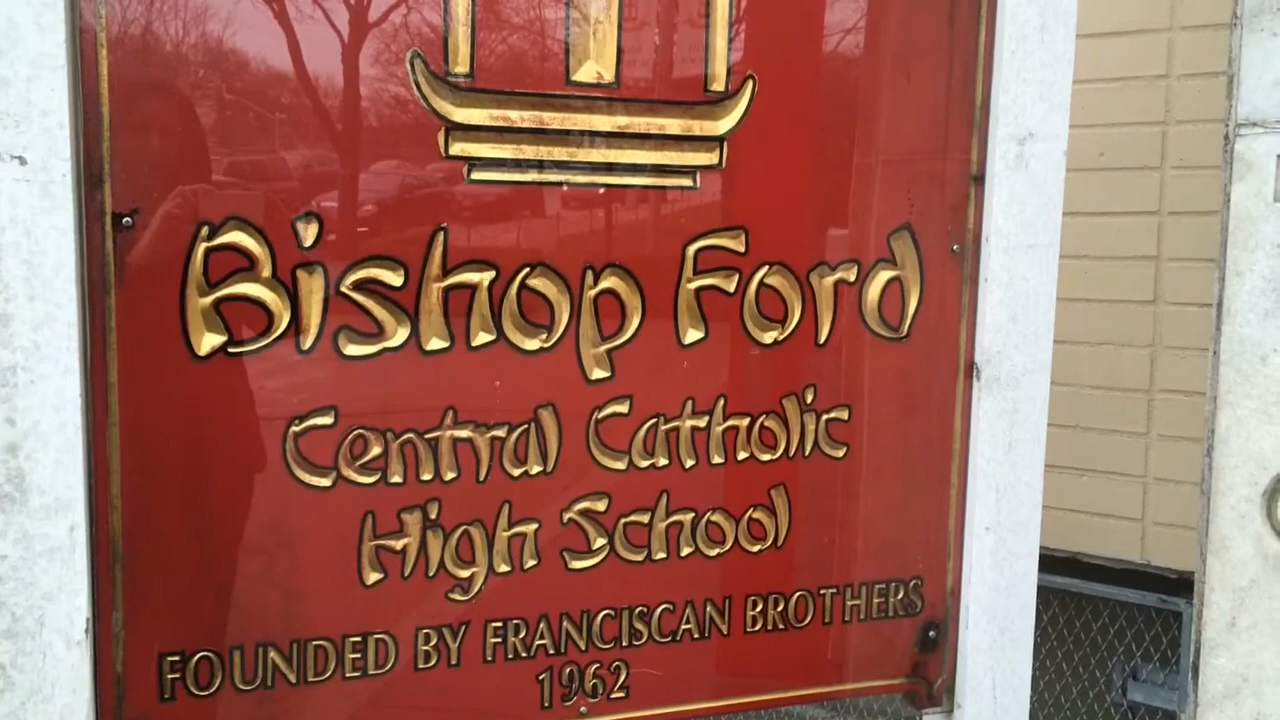 Bishop Ford
Central Catholic
High School
FOUNDED BY FRANCISCAN BROTHERS
1962